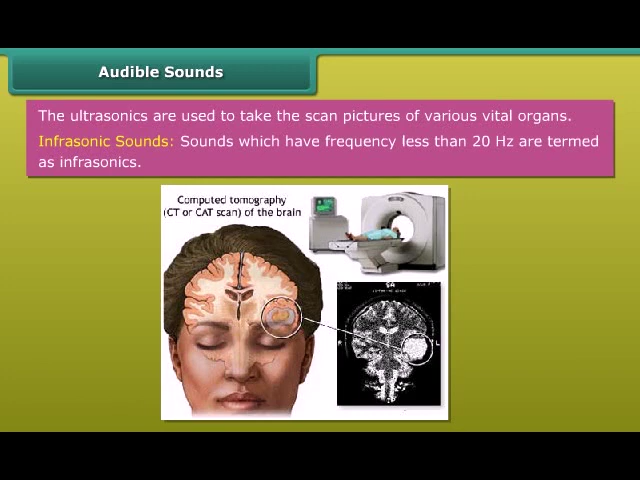 Audible Sounds
The ultrasonics are used to take the scan pictures of various vital organs.
Infrasonic Sounds: Sounds which have frequency less than 20 Hz are termed
as infrasonics.
Computed tomography
(CT or CAT scan) of the brain
R
L